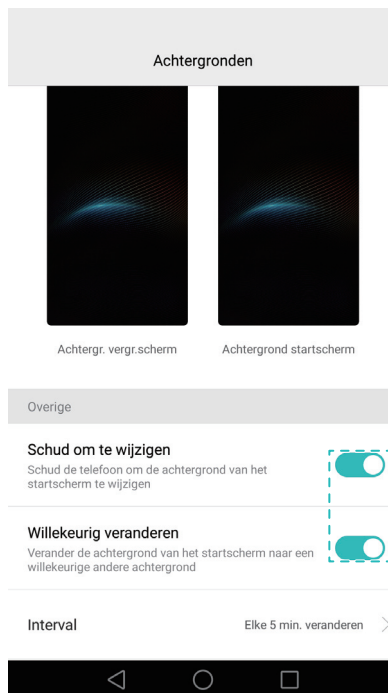 Achtergronden
Achtergr. vergr.scherm
Achtergrond startscherm
Overige
Schud om te wijzigen
Schud de telefoon om de achtergrond van het
startscherm te wijzigen
Willekeurig veranderen
Verander de achtergrond van het startscherm naar een
willekeurige andere achtergrond
Interval
Elke 5 min. veranderen